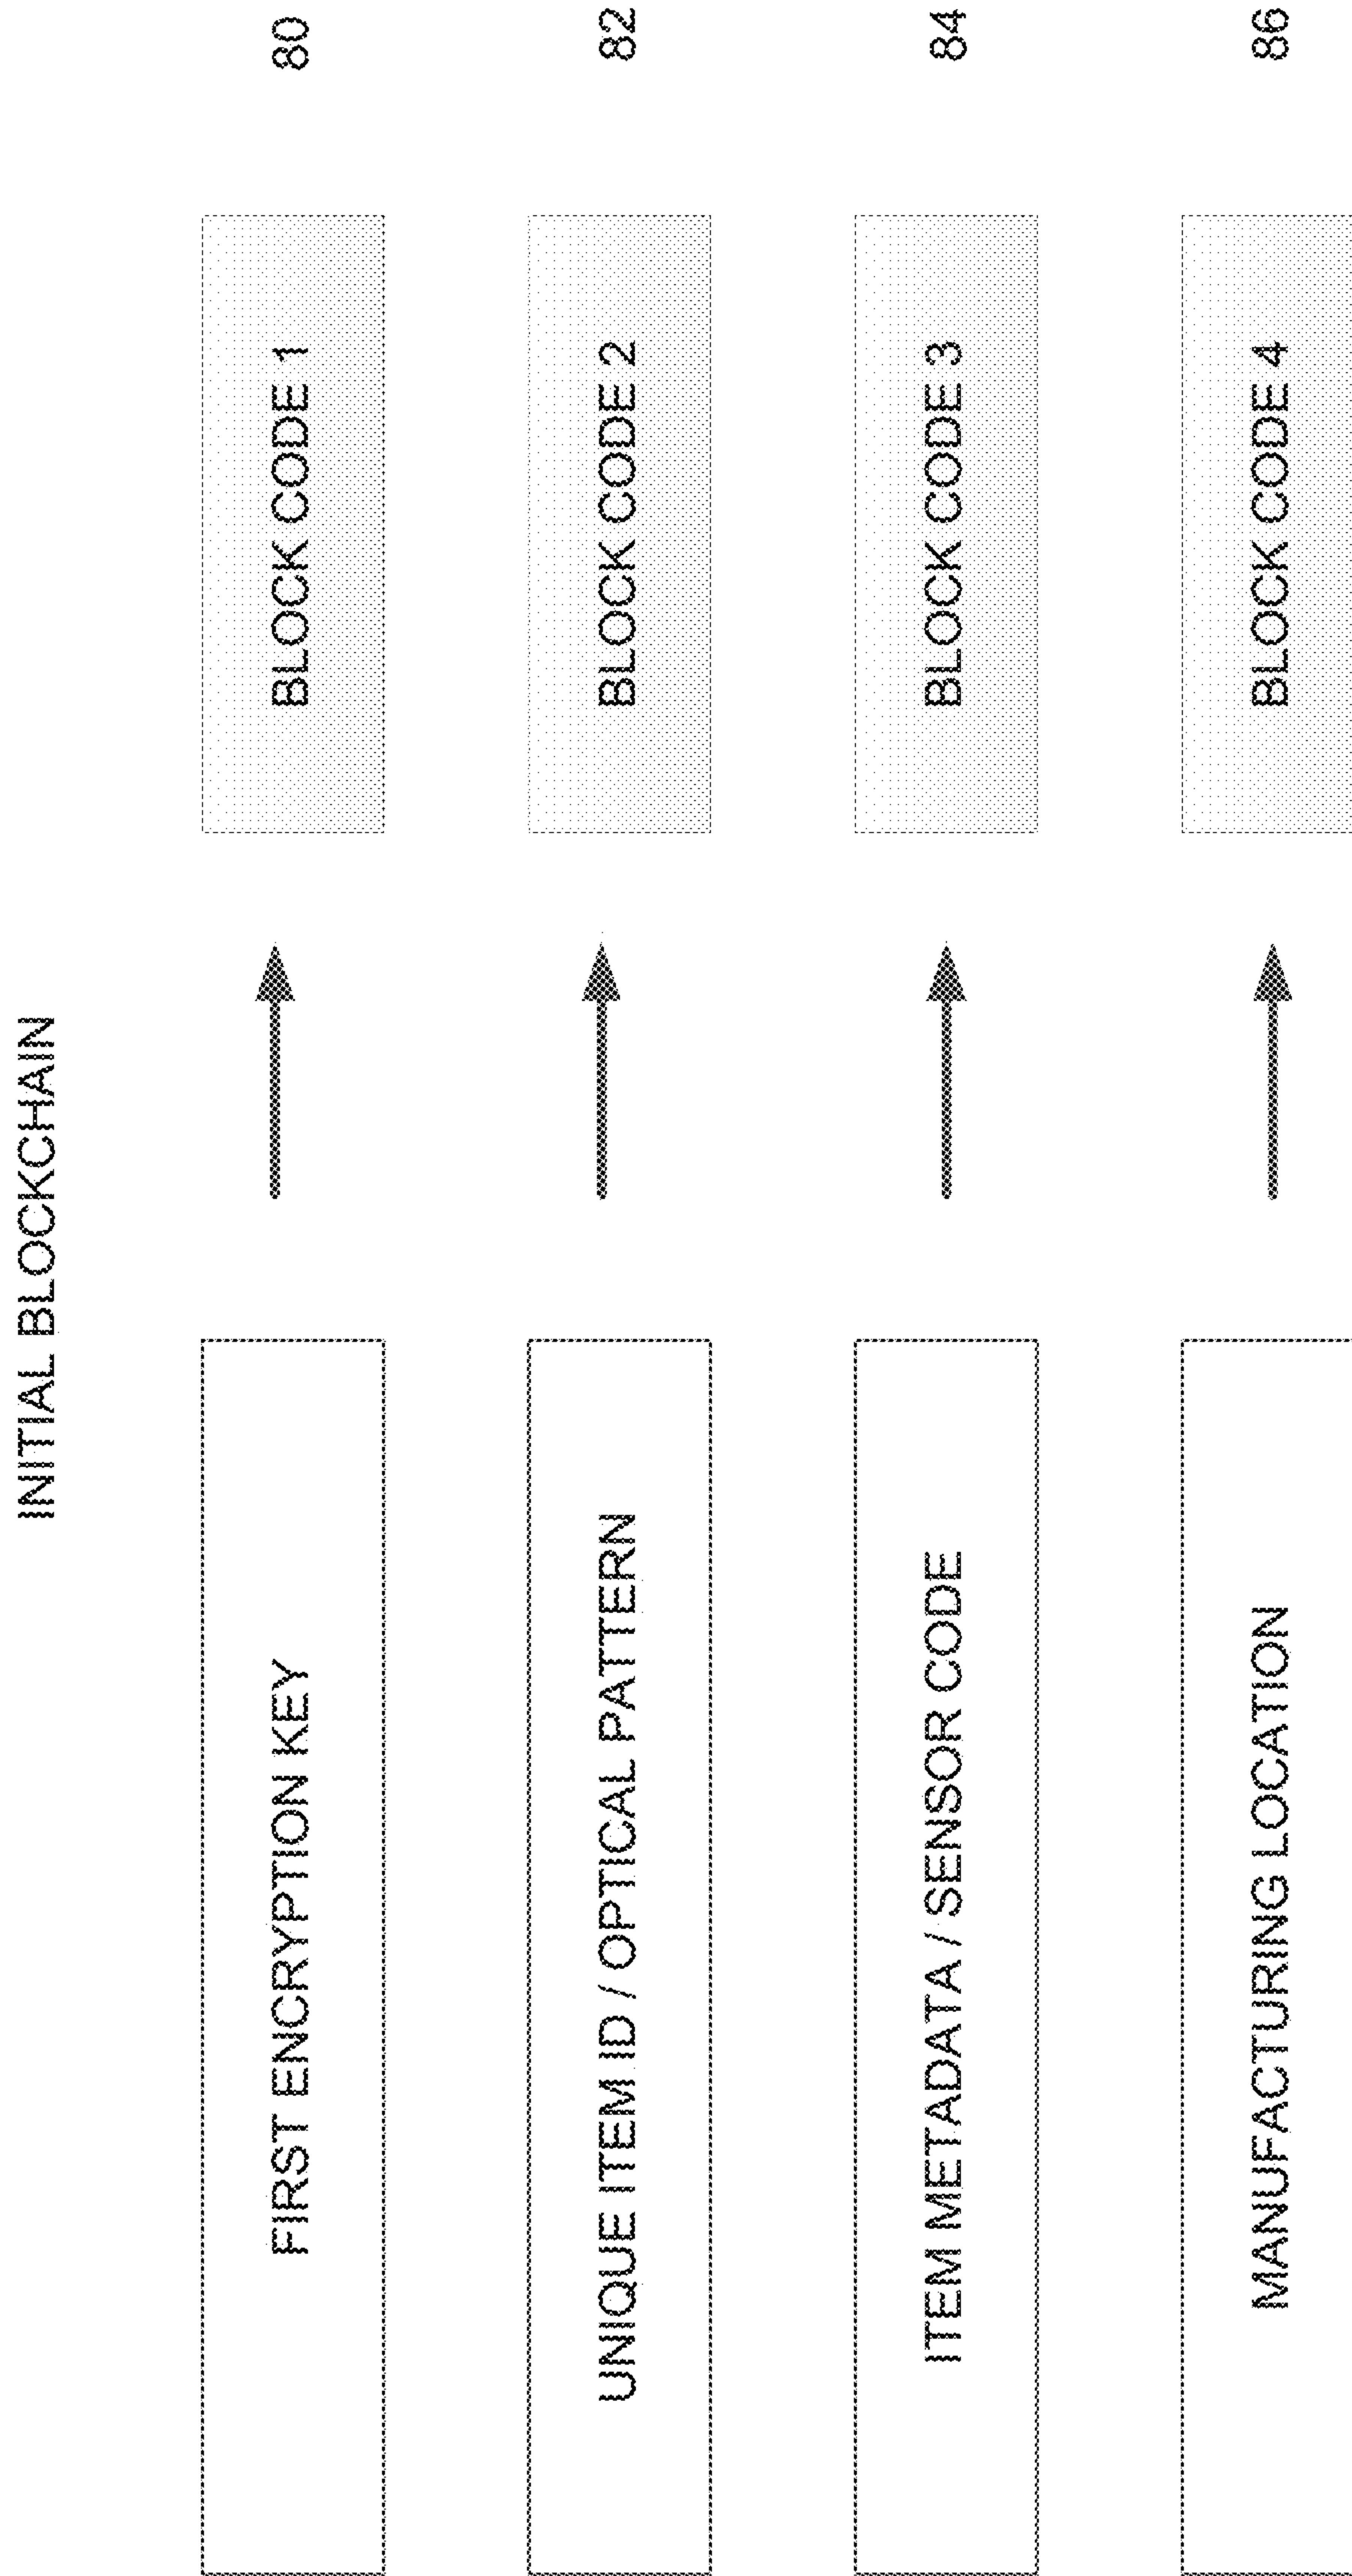 INITIAL BLOCKCHAIN
FIRST ENCRYPTION KEY
BLOCK CODE 1
80
UNIQUE ITEM ID / OPTICAL PATTERN
BLOCK CODE 2
82
ITEM METADATA / SENSOR CODE
BLOCK CODE 3
84
MANUFACTURING LOCATION
BLOCK CODE 4
86